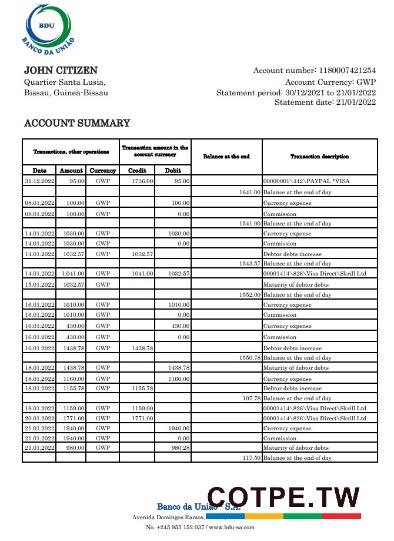 BDU
BANCO DA UNIÃO
JOHN CITIZEN
Quartier Santa Lusia,
Bissau, Guinea-Bissau
Account number: 1180007421254
Account Currency: GWP
Statement period: 30/12/2021 to 21/01/2022
Statement date: 21/01/2022
ACCOUNT SUMMARY
Transactions, other operations Transaction amount in the account currency Balance at the end Transaction description
Date Amount Currency Credit Debit
31.12.2022 95.00 GWP 1736.00 95.00 00000001\442\PAYPAL *VISA
1641.00 Balance at the end of day
08.01.2022 100.00 GWP 100.00 Currency expense
08.01.2022 100.00 GWP 0.00 Commission
1541.00 Balance at the end of day
14.01.2022 1030.00 GWP 1030.00 Currency expense
14.01.2022 1030.00 GWP 0.00 Commission
14.01.2022 1032.57 GWP 1032.57 Debtor debts increase
1543.57 Balance at the end of day
14.01.2022 1,041.00 GWP 1041.00 1032.57 00001414\826\Visa Direct\Skrill Ltd
15.01.2022 1032.57 GWP Maturity of debtor debts
1552.00 Balance at the end of day
16.01.2022 1010.00 GWP 1010.00 Currency expense
16.01.2022 1010.00 GWP 0.00 Commission
16.01.2022 430.00 GWP 430.00 Currency expense
16.01.2022 430.00 GWP 0.00 Commission
16.01.2022 1438.78 GWP 1438.78 Debtor debts increase
1550.78 Balance at the end of day
18.01.2022 1438.78 GWP 1438.78 Maturity of debtor debts
18.01.2022 1160.00 GWP 1160.00 Currency expense
18.01.2022 1155.78 GWP 1155.78 Debtor debts increase
107.78 Balance at the end of day
18.01.2022 1159.00 GWP 1159.00 00001414\826\Visa Direct\Skrill Ltd
20.01.2022 1771.00 GWP 1771.00 00001414\826\Visa Direct\Skrill Ltd
21.01.2022 1940.00 GWP 1940.00 Currency expense
21.01.2022 1940.00 GWP 0.00 Commission
21.01.2022 980.00 GWP 980.28 Maturity of debtor debts
117.50 Balance at the end of day
Banco da União
COTPE.TW
Avenida Domingos Ramos,
No. +245 955 152 037 / www.bdu-sa.com